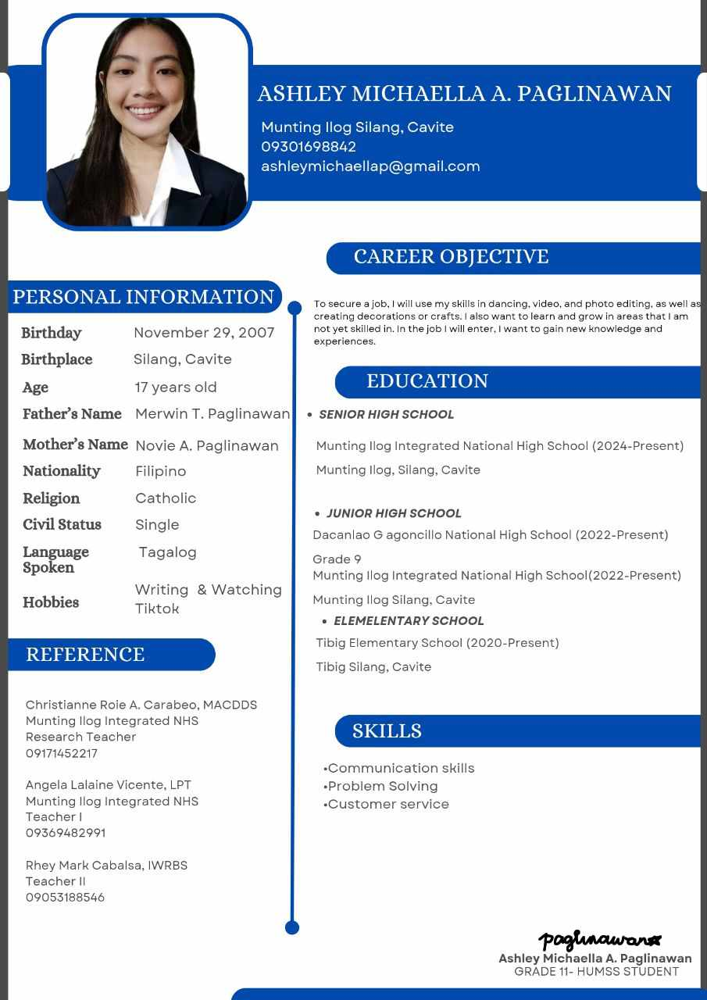 ASHLEY MICHAELLA A. PAGLINAWAN
Munting Ilog Silang, Cavite
09301698842
ashleymichaellap@gmail.com
CAREER OBJECTIVE
To secure a job, I will use my skills in dancing, video, and photo editing, as well as
creating decorations or crafts. I also want to learn and grow in areas that I am
not yet skilled in. In the job I will enter, I want to gain new knowledge and
experiences.
PERSONAL INFORMATION
Birthday November 29, 2007
Birthplace Silang, Cavite
Age 17 years old
Father's Name Merwin T. Paglinawan
Mother's Name Novie A. Paglinawan
Nationality Filipino
Religion Catholic
Civil Status Single
Language Tagalog
Spoken
Hobbies Writing & Watching
Tiktok
REFERENCE
Christianne Roie A. Carabeo, MACDDS
Munting Ilog Integrated NHS
Research Teacher
09171452217
Angela Lalaine Vicente, LPT
Munting Ilog Integrated NHS
Teacher I
09369482991
Rhey Mark Cabalsa, IWRBS
Teacher II
09053188546
EDUCATION
• SENIOR HIGH SCHOOL
Munting Ilog Integrated National High School (2024-Present)
Munting Ilog, Silang, Cavite
• JUNIOR HIGH SCHOOL
Dacanlao G agoncillo National High School (2022-Present)
Grade 9
Munting Ilog Integrated National High School(2022-Present)
Munting Ilog Silang, Cavite
• ELEMELENTARY SCHOOL
Tibig Elementary School (2020-Present)
Tibig Silang, Cavite
SKILLS
•Communication skills
•Problem Solving
•Customer service
paglinawan
Ashley Michaella A. Paglinawan
GRADE 11- HUMSS STUDENT